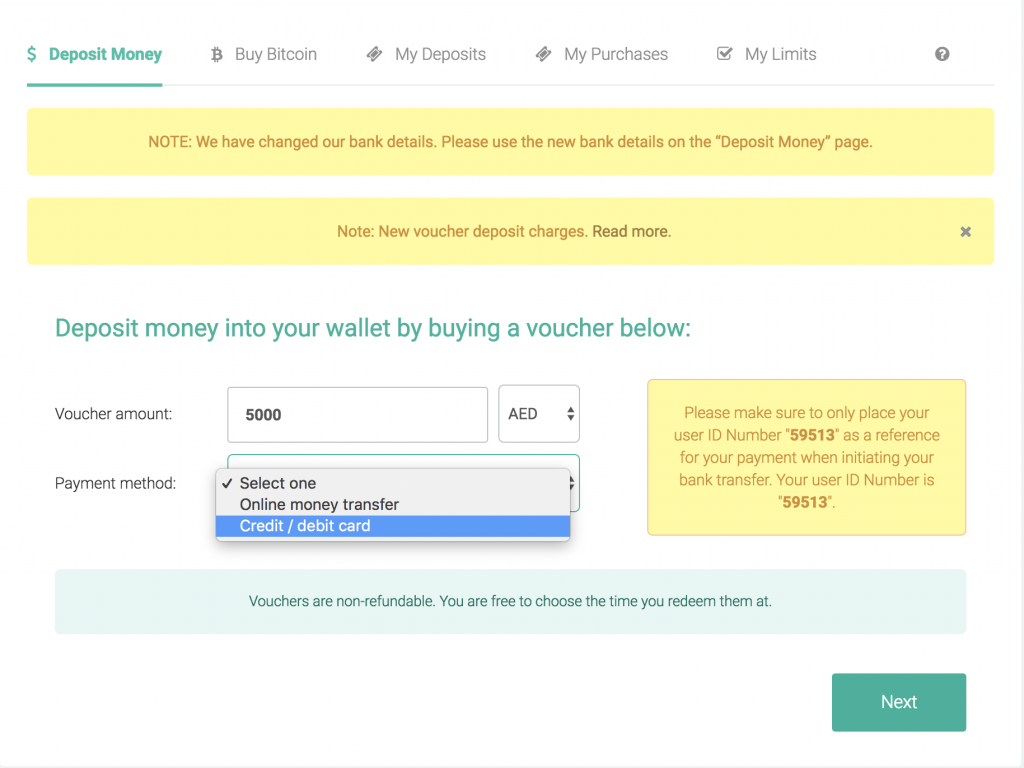 $ Deposit Money
Buy Bitcoin
My Deposits
My Purchases
My Limits
?
NOTE: We have changed our bank details. Please use the new bank details on the “Deposit Money” page.
Note: New voucher deposit charges. Read more.
Deposit money into your wallet by buying a voucher below:
Voucher amount:
5000
AED
Payment method:
✓ Select one
Online money transfer
Credit / debit card
Please make sure to only place your
user ID Number "59513" as a reference
for your payment when initiating your
bank transfer. Your user ID Number is
"59513".
Vouchers are non-refundable. You are free to choose the time you redeem them at.
Next